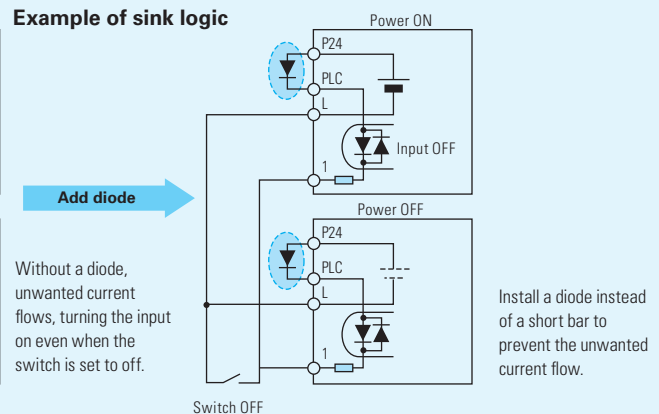 Example of sink logic
Power ON
P24
PLC
L
Input OFF
1
Add diode
Power OFF
P24
PLC
L
1
Without a diode,
unwanted current
flows, turning the input
on even when the
switch is set to off.
Install a diode instead
of a short bar to
prevent the unwanted
current flow.
Switch OFF